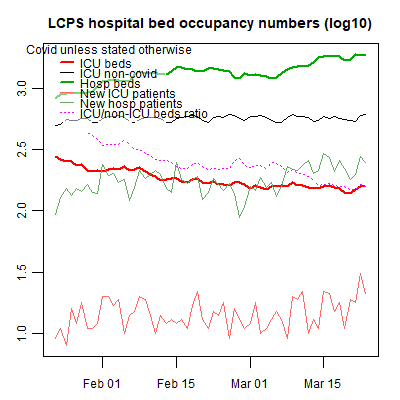 LCPS hospital bed occupancy numbers (log10)
Covid unless stated otherwise
ICU beds
ICU non-covid
Hosp beds
New ICU patients
New hosp patients
ICU/non-ICU beds ratio
3.0
2.5
2.0
1.5
1.0
Feb 01
Feb 15
Mar 01
Mar 15